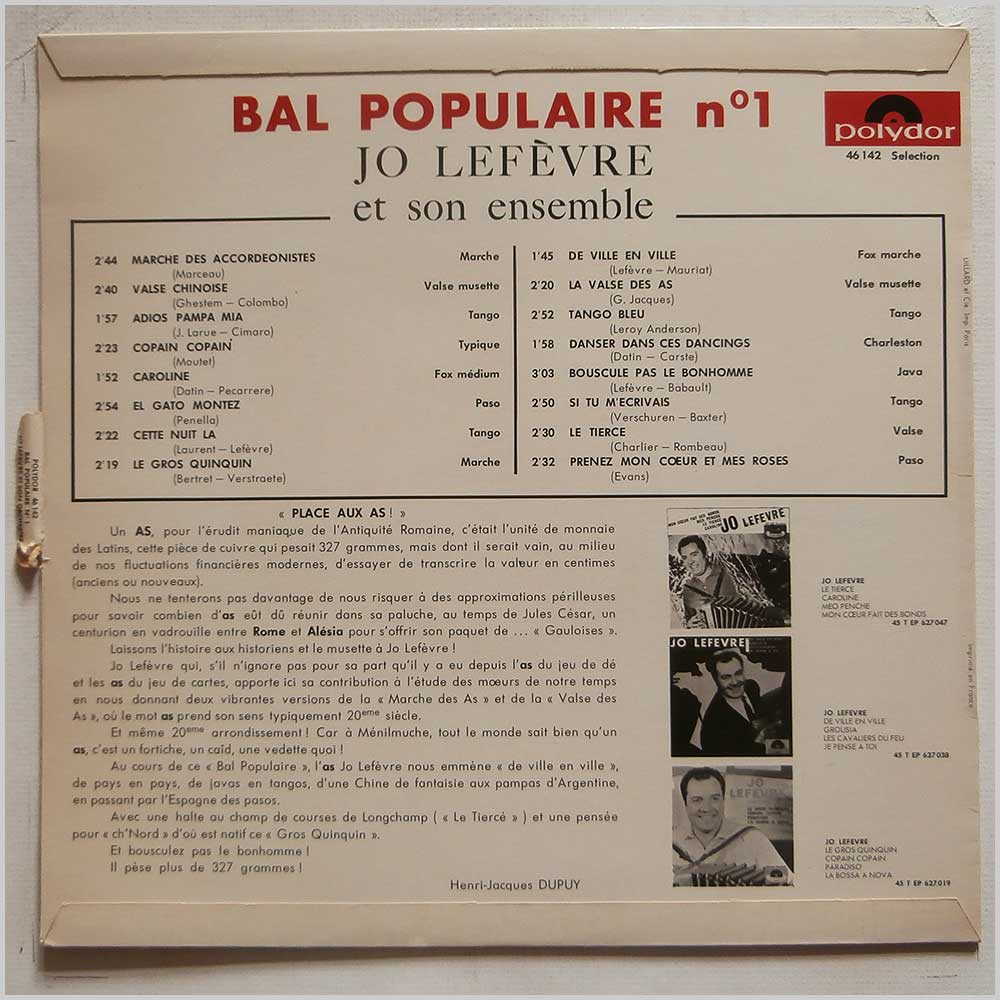 BAL POPULAIRE nº1
JO LEFÈVRE
et son ensemble
polydor
46 142 Selection
2'44 MARCHE DES ACCORDEONISTES Marche
(Marceau)
2'40 VALSE CHINOISE Valse musette
(Ghestem – Colombo)
1'57 ADIOS PAMPA MIA Tango
(J. Larue – Cimaro)
2'23 COPAIN COPAIN Typique
(Moutet)
1'52 CAROLINE Fox médium
(Datin – Pecarrere)
2'54 EL GATO MONTEZ Paso
(Penella)
2'22 CETTE NUIT LA Tango
(Laurent – Lefèvre)
2'19 LE GROS QUINQUIN Marche
(Bertret – Verstraete)
1'45 DE VILLE EN VILLE Fox marche
(Lefèvre – Mauriat)
2'20 LA VALSE DES AS Valse musette
(G. Jacques)
2'52 TANGO BLEU Tango
(Leroy Anderson)
1'58 DANSER DANS CES DANCINGS Charleston
(Datin – Carste)
3'03 BOUSCULE PAS LE BONHOMME Java
(Lefèvre – Babault)
2'50 SI TU M'ECRIVAIS Tango
(Verschuren – Baxter)
2'30 LE TIERCE Valse
(Charlier – Rombeau)
2'32 PRENEZ MON CŒUR ET MES ROSES Paso
(Evans)
« PLACE AUX AS ! »
Un AS, pour l'érudit maniaque de l'Antiquité Romaine, c'était l'unité de monnaie
des Latins, cette pièce de cuivre qui pesait 327 grammes, mais dont il serait vain, au milieu
de nos fluctuations financières modernes, d'essayer de transcrire la valeur en centimes
(anciens ou nouveaux).
Nous ne tenterons pas davantage de nous risquer à des approximations périlleuses
pour savoir combien d'as eût dû réunir dans sa paluche, au temps de Jules César, un
centurion en vadrouille entre Rome et Alésia pour s'offrir son paquet de ... « Gauloises ».
Laissons l'histoire aux historiens et le musette à Jo Lefèvre !
Jo Lefèvre qui, s'il n'ignore pas pour sa part qu'il y a eu depuis l'as du jeu de dé
et les as du jeu de cartes, apporte ici sa contribution à l'étude des mœurs de notre temps
en nous donnant deux vibrantes versions de la « Marche des As » et de la « Valse des
As », où le mot as prend son sens typiquement 20eme siècle.
Et même 20eme arrondissement ! Car à Ménilmuche, tout le monde sait bien qu'un
as, c'est un fortiche, un caïd, une vedette quoi !
Au cours de ce « Bal Populaire », l'as Jo Lefèvre nous emmène « de ville en ville »,
de pays en pays, de javas en tangos, d'une Chine de fantaisie aux pampas d'Argentine,
en passant par l'Espagne des pasos.
Avec une halte au champ de courses de Longchamp ( « Le Tiercé » ) et une pensée
pour « ch'Nord » d'où est natif ce « Gros Quinquin ».
Et bousculez pas le bonhomme !
Il pèse plus de 327 grammes !
Henri-Jacques DUPUY
JO LEFEVRE
JO LEFEVRE
LE TIERCE
CAROLINE
MEO PENCHE
MON CŒUR FAIT DES BONDS
45 T EP 627047
JO LEFEVRE
JO LEFEVRE
DE VILLE EN VILLE
GROUSIA
LES CAVALIERS DU FEU
JE PENSE A TOI
45 T EP 627038
JO LEFEVRE
JO LEFEVRE
LE GROS QUINQUIN
COPAIN COPAIN
PARADISO
LA BOSSA A NOVA
45 T EP 627019
DILLARD et Cie. Imp. Paris
Imprimé en France
POLYDOR 46 142
BAL POPULAIRE N° 1